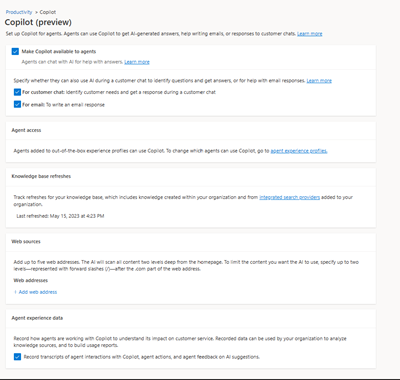 Productivity > Copilot
Copilot (preview)
Set up Copilot for agents. Agents can use Copilot to get AI-generated answers, help writing emails, or responses to customer chats. Learn more
Make Copilot available to agents
Agents can chat with AI for help with answers. Learn more
Specify whether they can also use AI during a customer chat to identify questions and get answers, or for help with email responses. Learn more
For customer chat: Identify customer needs and get a response during a customer chat
For email: To write an email response
Agent access
Agents added to out-of-the-box experience profiles can use Copilot. To change which agents can use Copilot, go to agent experience profiles.
Knowledge base refreshes
Track refreshes for your knowledge base, which includes knowledge created within your organization and from integrated search providers added to your
organization.
Last refreshed: May 15, 2023 at 4:23 PM
Web sources
Add up to five web addresses. The AI will scan all content two levels deep from the homepage. To limit the content you want the AI to use, specify up to two
levels—represented with forward slashes (/)—after the .com part of the web address.
Web addresses
+ Add web address
Agent experience data
Record how agents are working with Copilot to understand its impact on customer service. Recorded data can be used by your organization to analyze
knowledge sources, and to build usage reports.
Record transcripts of agent interactions with Copilot, agent actions, and agent feedback on AI suggestions.